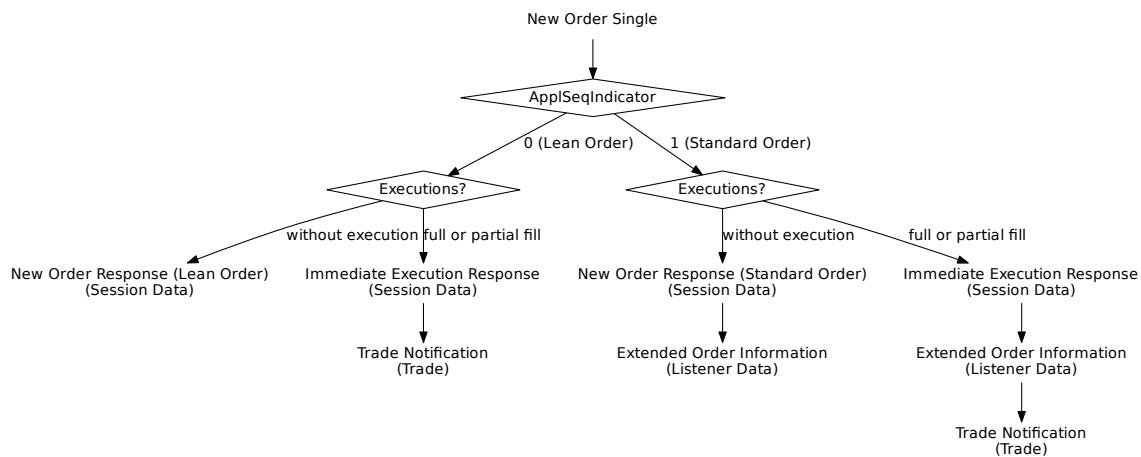 New Order Single
ApplSeqIndicator
0 (Lean Order)
1 (Standard Order)
Executions?
Executions?
without execution
full or partial fill
without execution
full or partial fill
New Order Response (Lean Order)
(Session Data)
Immediate Execution Response
(Session Data)
New Order Response (Standard Order)
(Session Data)
Immediate Execution Response
(Session Data)
Trade Notification
(Trade)
Extended Order Information
(Listener Data)
Extended Order Information
(Listener Data)
Trade Notification
(Trade)